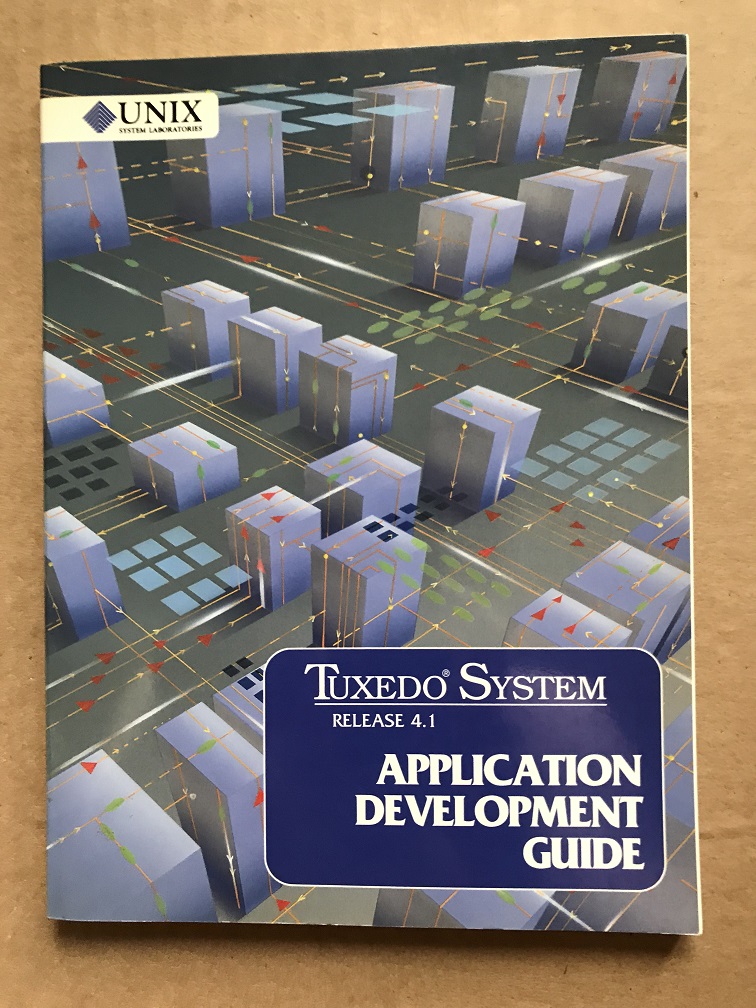 UNIX
SYSTEM LABORATORIES
TUXEDO® SYSTEM
RELEASE 4.1
APPLICATION
DEVELOPMENT
GUIDE